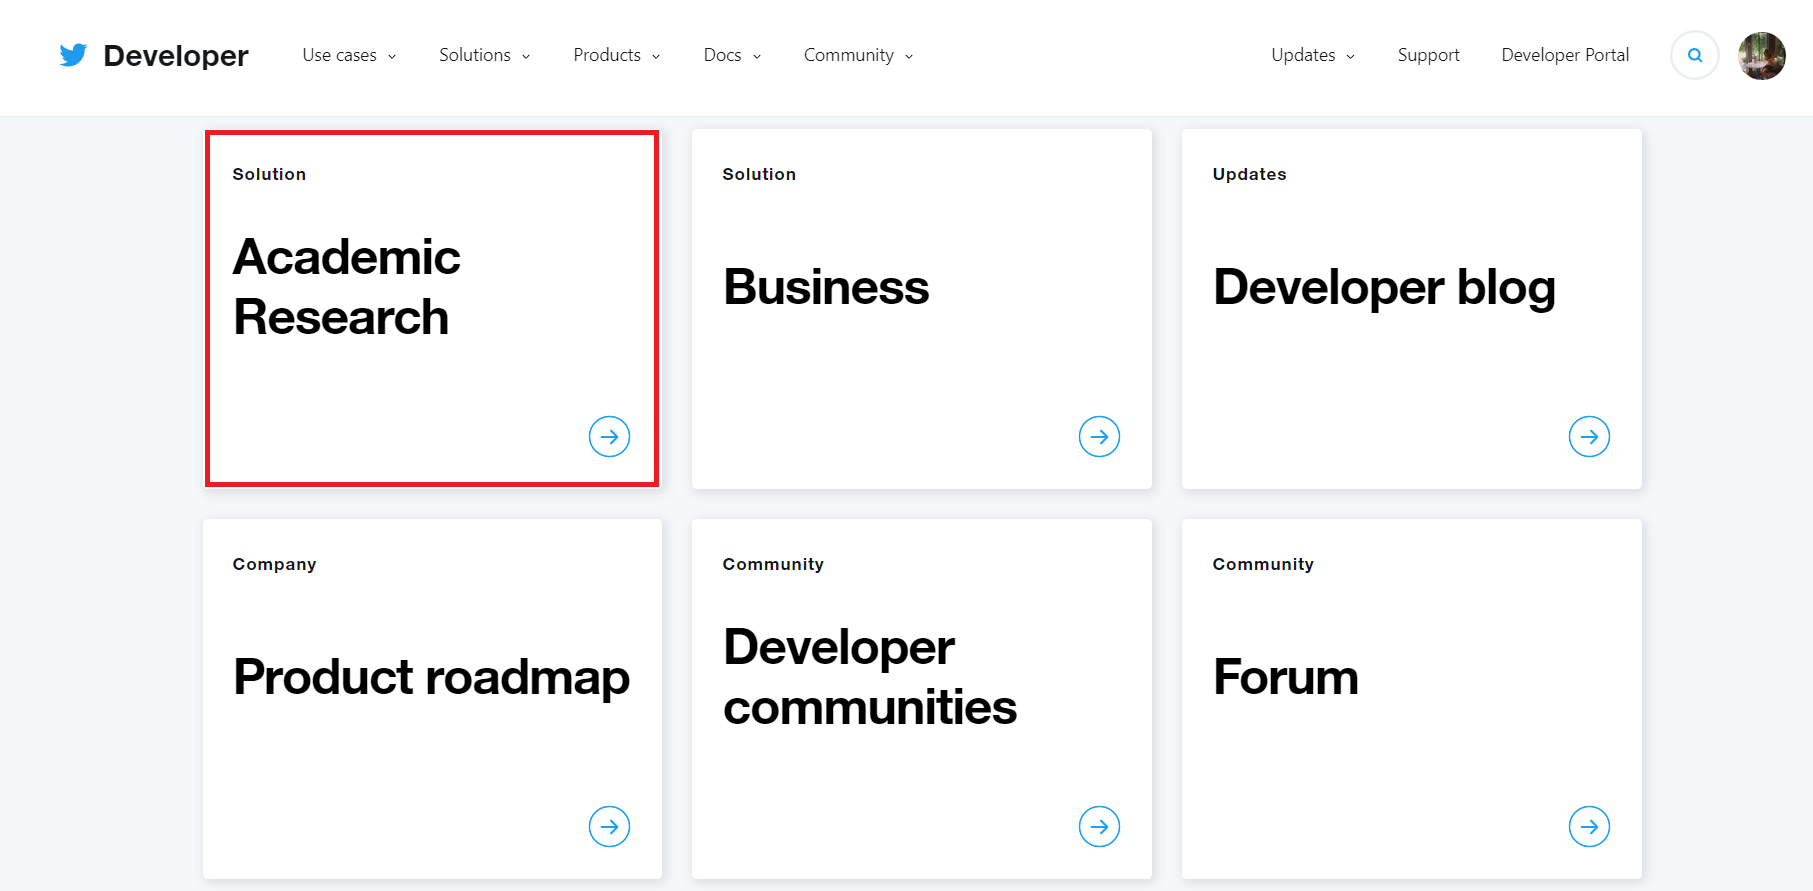 Developer Use cases Solutions Products Docs Community Updates Support Developer Portal
Solution
Academic
Research
Solution
Business
Updates
Developer blog
Company
Product roadmap
Community
Developer
communities
Community
Forum